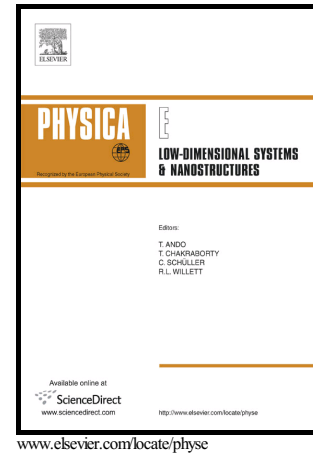 ELSEVIER
PHYSICA E
Recognized by the European Physical Society
LOW-DIMENSIONAL SYSTEMS
& NANOSTRUCTURES
Editors:
T. ANDO
T. CHAKRABORTY
C. SCHÜLLER
R.L. WILLETT
Available online at
ScienceDirect
www.sciencedirect.com
http://www.elsevier.com/locate/physe
www.elsevier.com/locate/physe